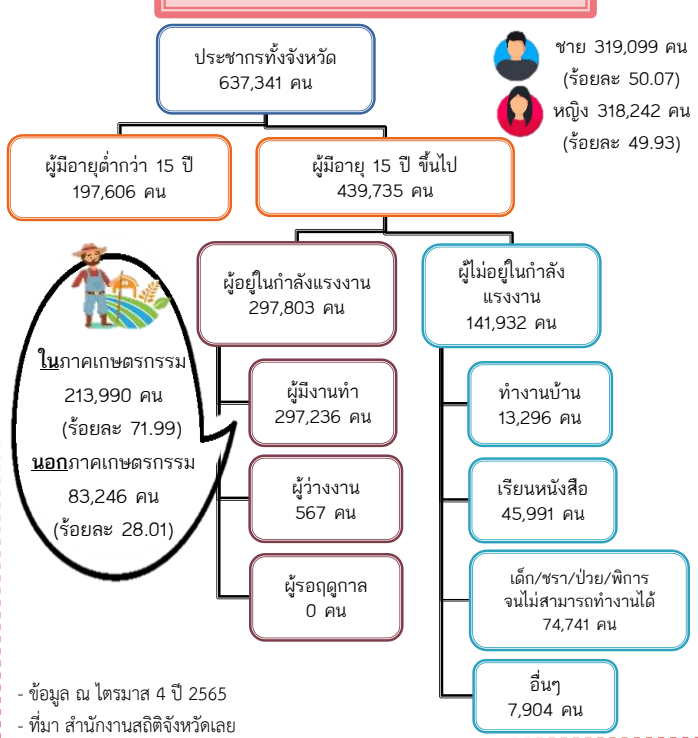 ประชากรทั้งจังหวัด
637,341 คน
ชาย 319,099 คน
(ร้อยละ 50.07)
หญิง 318,242 คน
(ร้อยละ 49.93)
ผู้มีอายุต่ำกว่า 15 ปี
197,606 คน
ผู้มีอายุ 15 ปี ขึ้นไป
439,735 คน
ผู้อยู่ในกำลังแรงงาน
297,803 คน
ผู้ไม่อยู่ในกำลัง
แรงงาน
141,932 คน
ในภาคเกษตรกรรม
213,990 คน
(ร้อยละ 71.99)
นอกภาคเกษตรกรรม
83,246 คน
(ร้อยละ 28.01)
ผู้มีงานทำ
297,236 คน
ผู้ว่างงาน
567 คน
ผู้รอฤดูกาล
0 คน
ทำงานบ้าน
13,296 คน
เรียนหนังสือ
45,991 คน
เด็ก/ชรา/ป่วย/พิการ
จนไม่สามารถทำงานได้
74,741 คน
อื่นๆ
7,904 คน
- ข้อมูล ณ ไตรมาส 4 ปี 2565
- ที่มา สำนักงานสถิติจังหวัดเลย